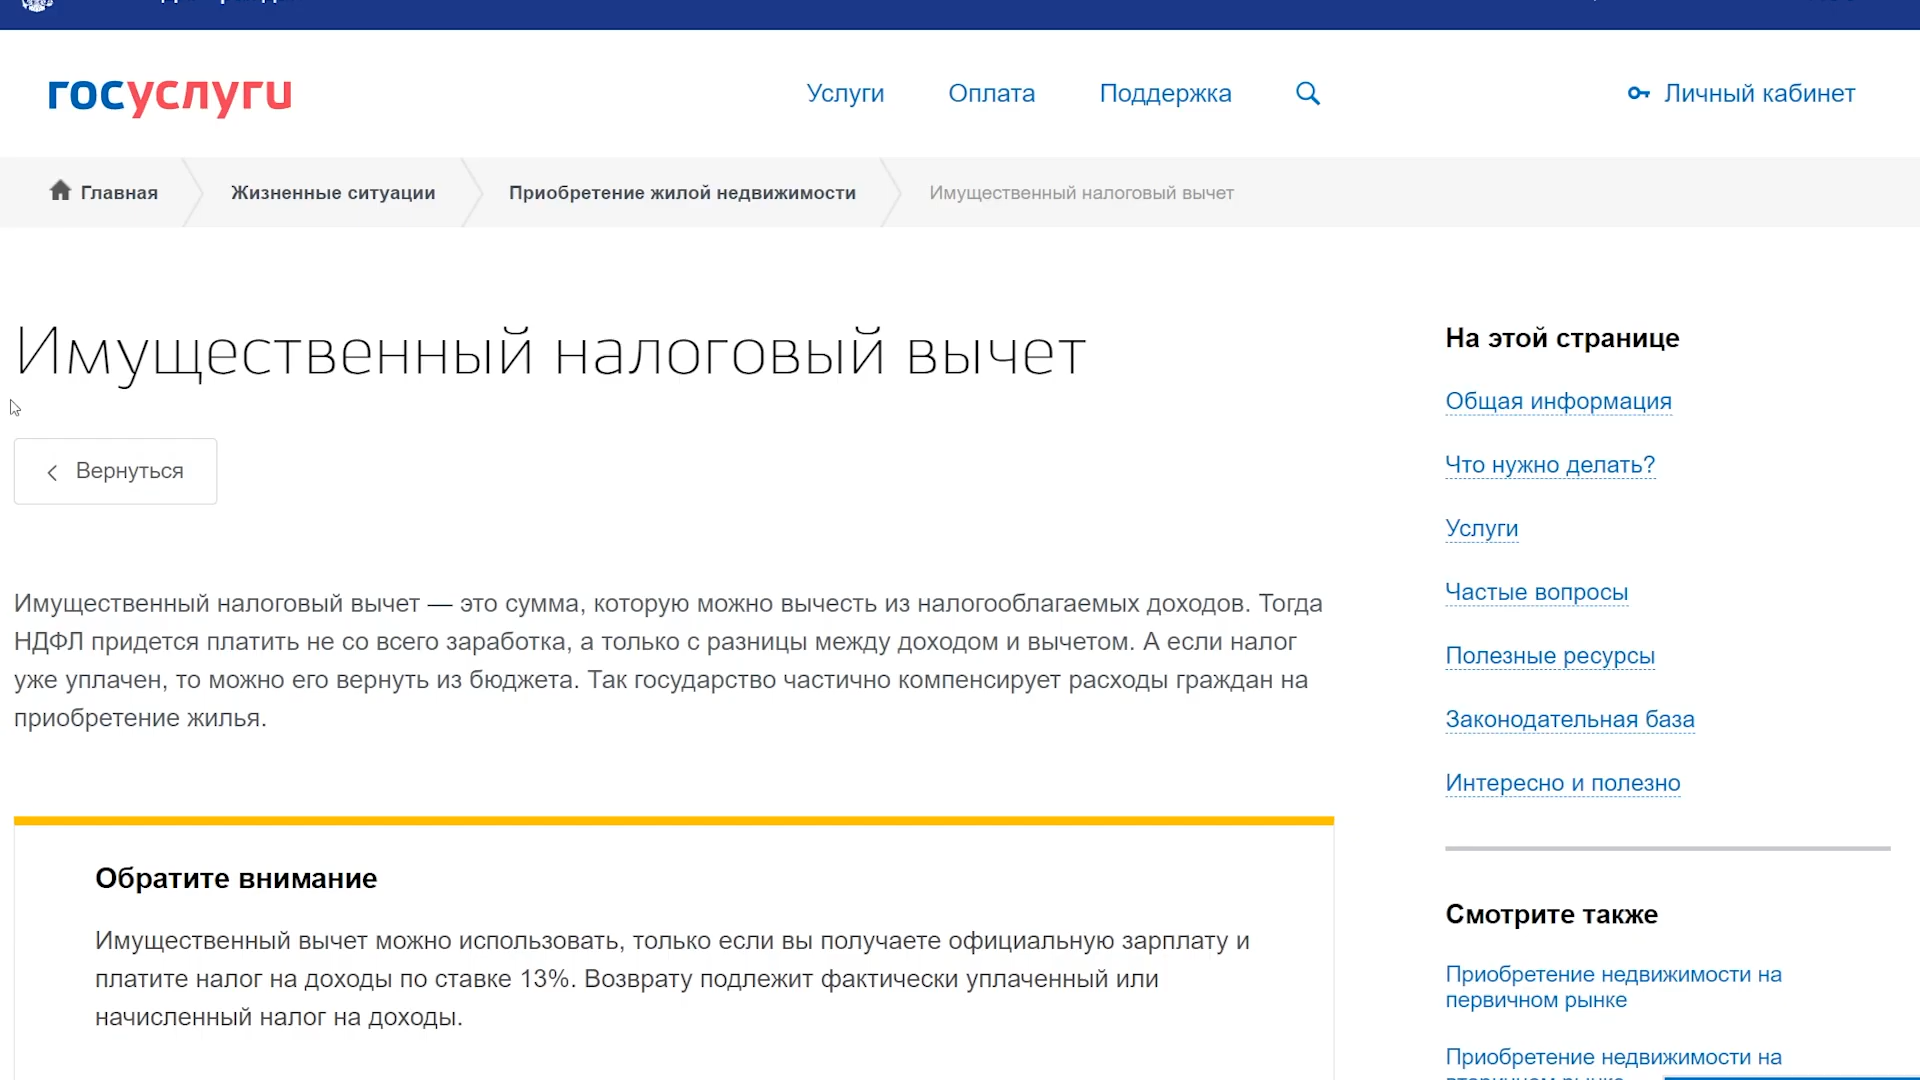 госуслуги
Услуги Оплата Поддержка
Личный кабинет
Главная Жизненные ситуации Приобретение жилой недвижимости Имущественный налоговый вычет
Имущественный налоговый вычет
Вернуться
Имущественный налоговый вычет — это сумма, которую можно вычесть из налогооблагаемых доходов. Тогда
НДФЛ придется платить не со всего заработка, а только с разницы между доходом и вычетом. А если налог
уже уплачен, то можно его вернуть из бюджета. Так государство частично компенсирует расходы граждан на
приобретение жилья.
Обратите внимание
Имущественный вычет можно использовать, только если вы получаете официальную зарплату и
платите налог на доходы по ставке 13%. Возврату подлежит фактически уплаченный или
начисленный налог на доходы.
На этой странице
Общая информация
Что нужно делать?
Услуги
Частые вопросы
Полезные ресурсы
Законодательная база
Интересно и полезно
Смотрите также
Приобретение недвижимости на
первичном рынке
Приобретение недвижимости на